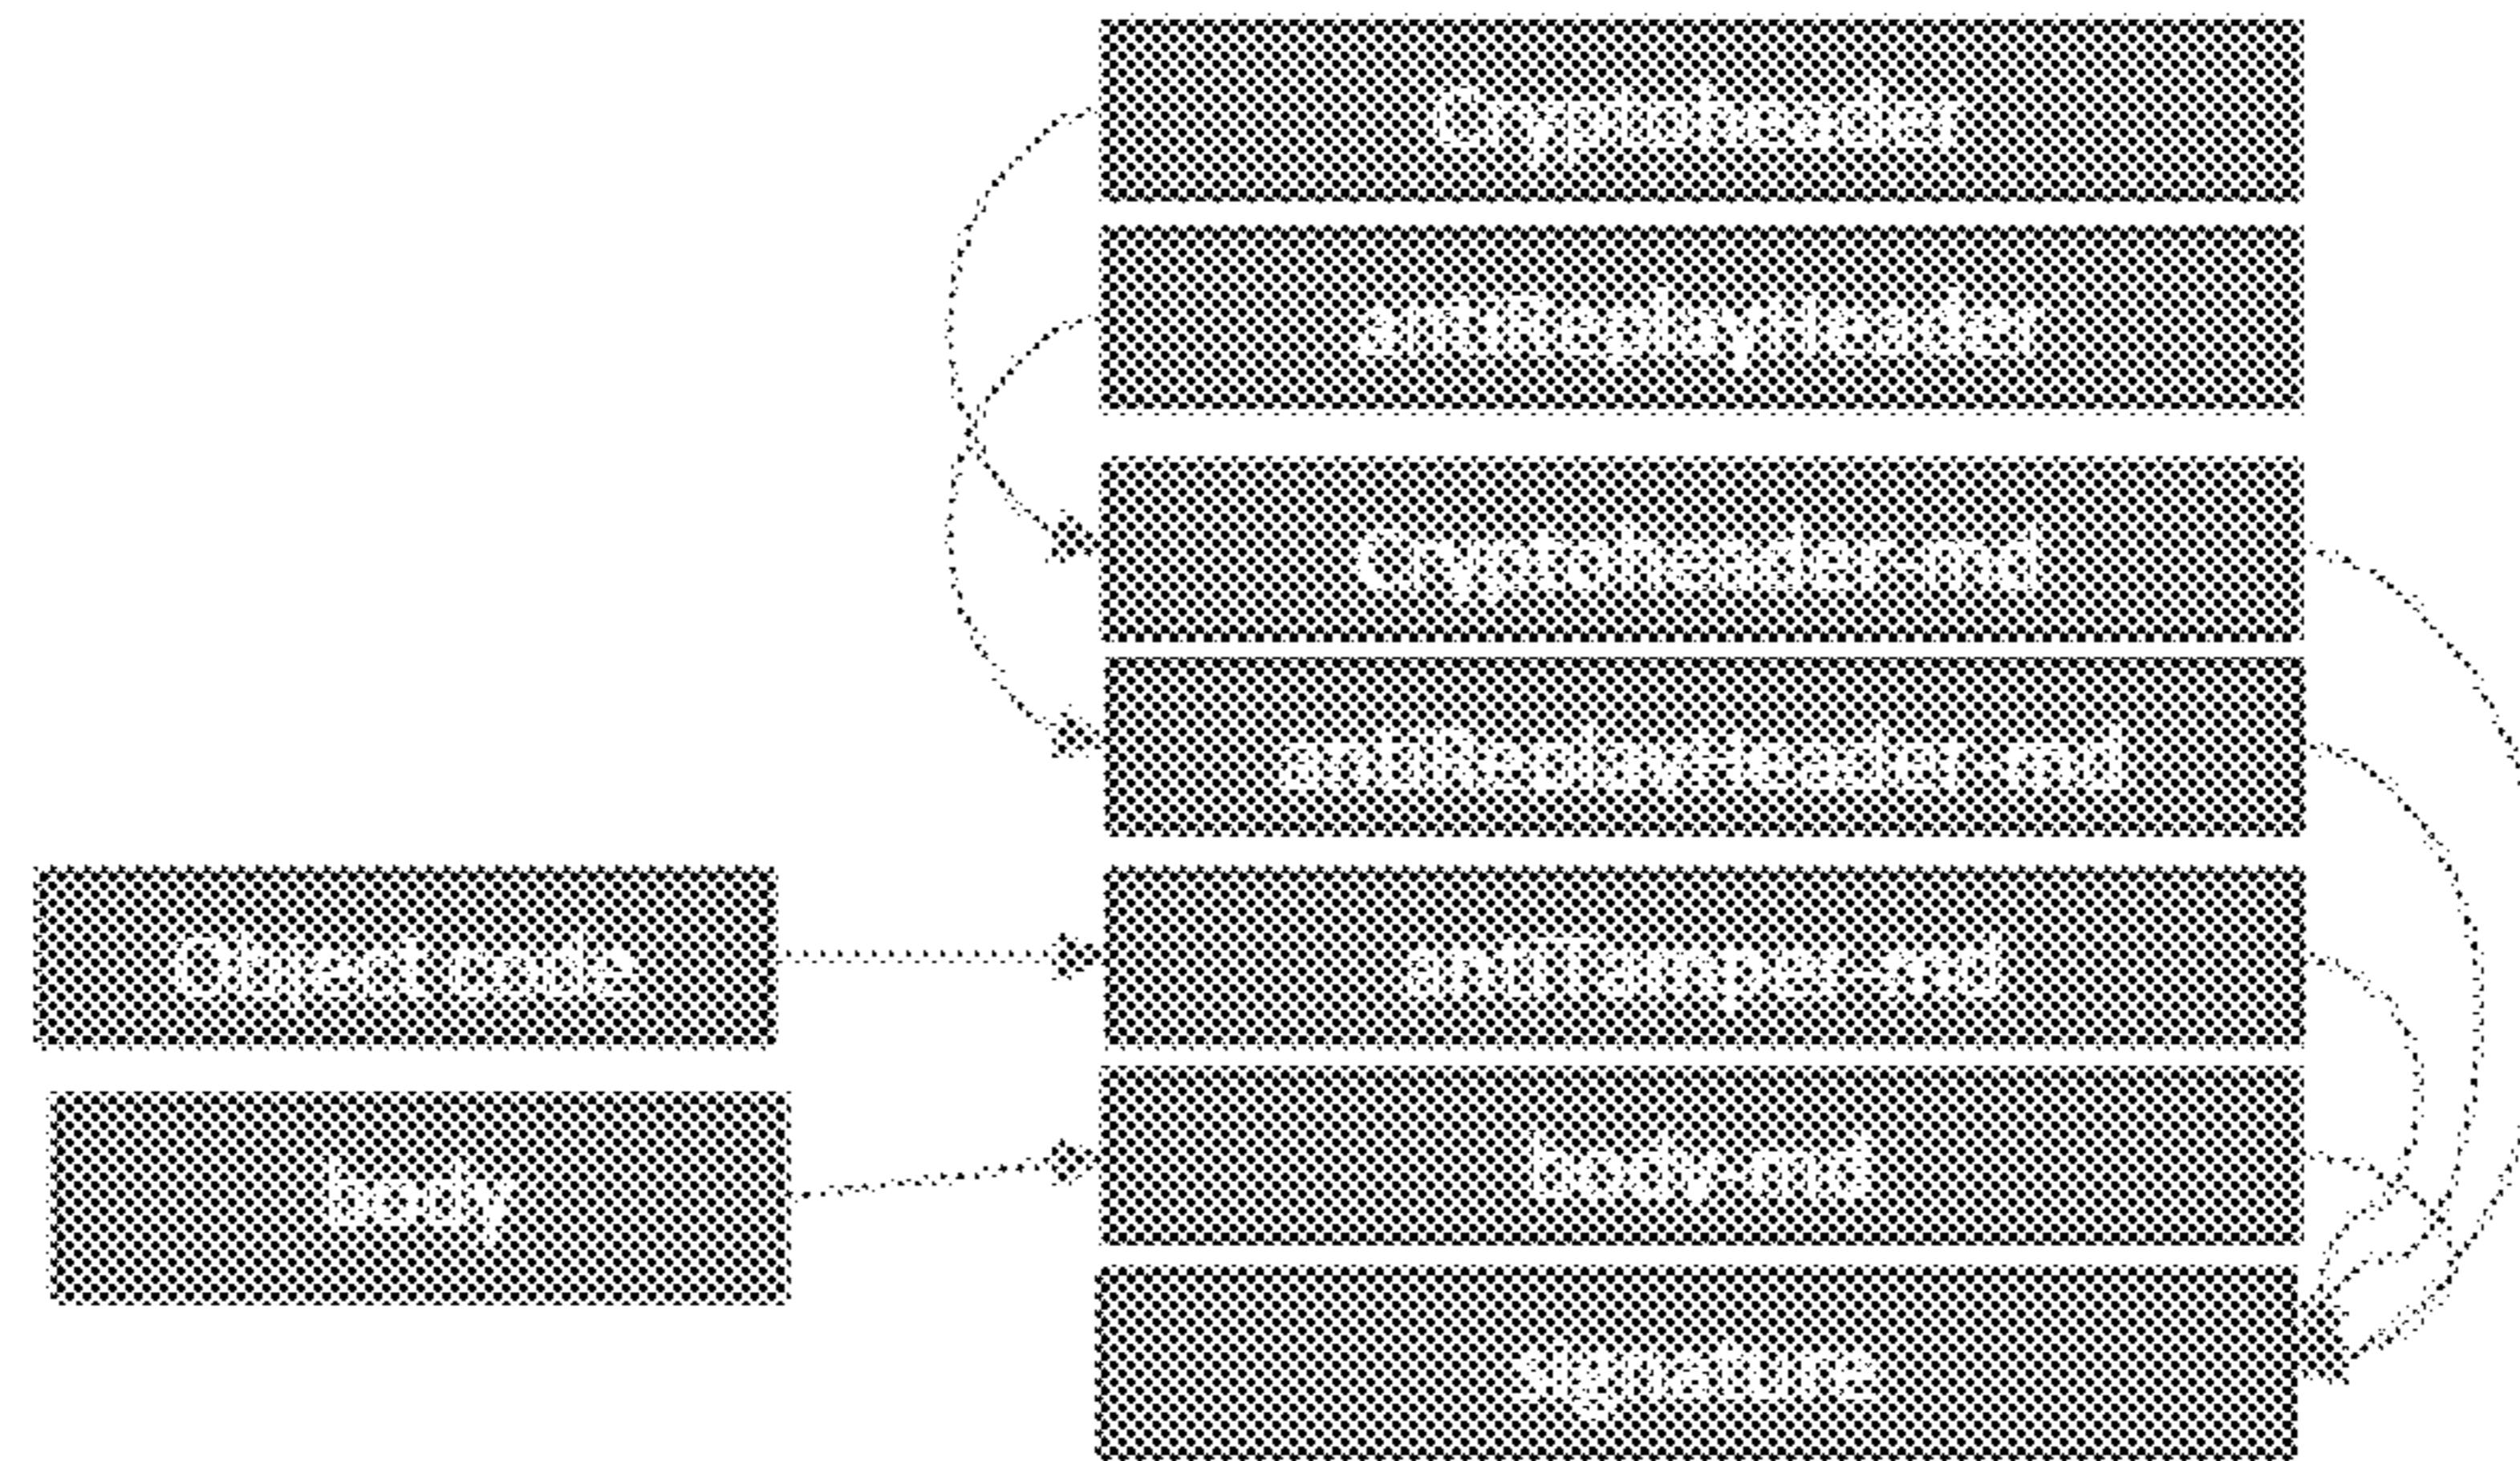 Cryptoheader
antiReplayHeader
Cryptoheader-md
antiReplayHeader-md
Object code
antiTamper-md
body
body-md
signature